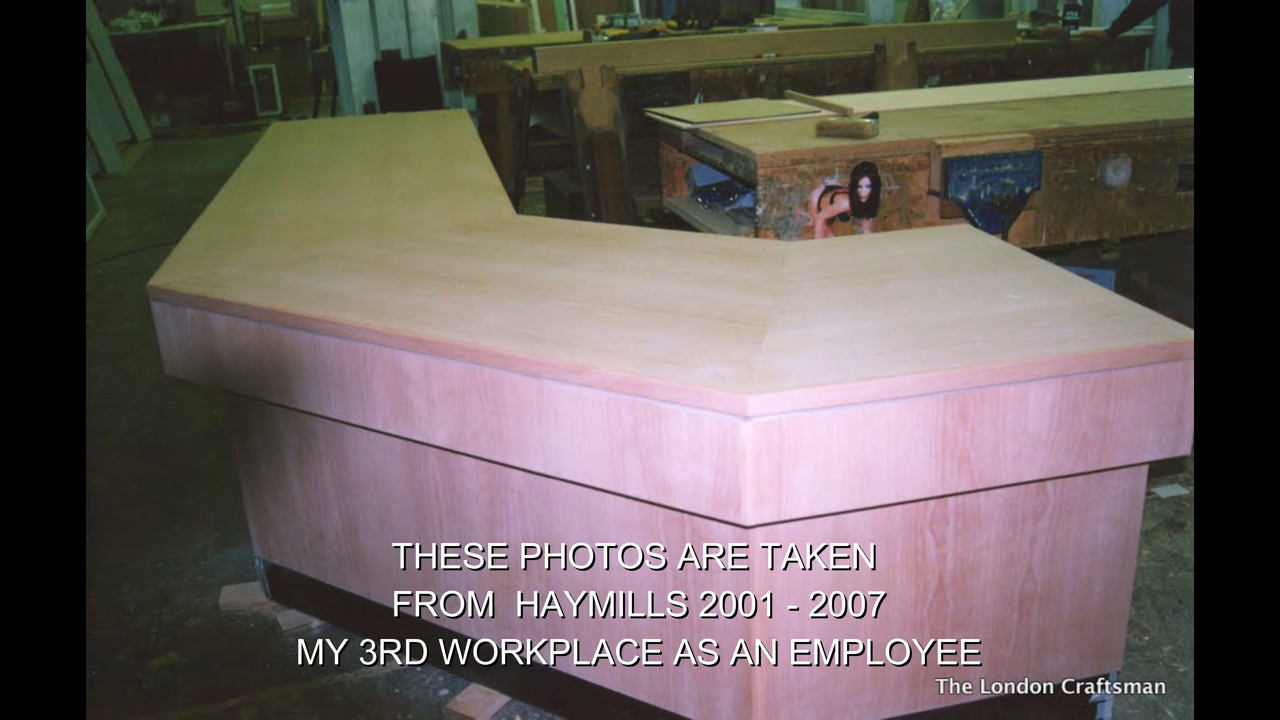 THESE PHOTOS ARE TAKEN
FROM  HAYMILLS 2001 - 2007
MY 3RD WORKPLACE AS AN EMPLOYEE
The London Craftsman